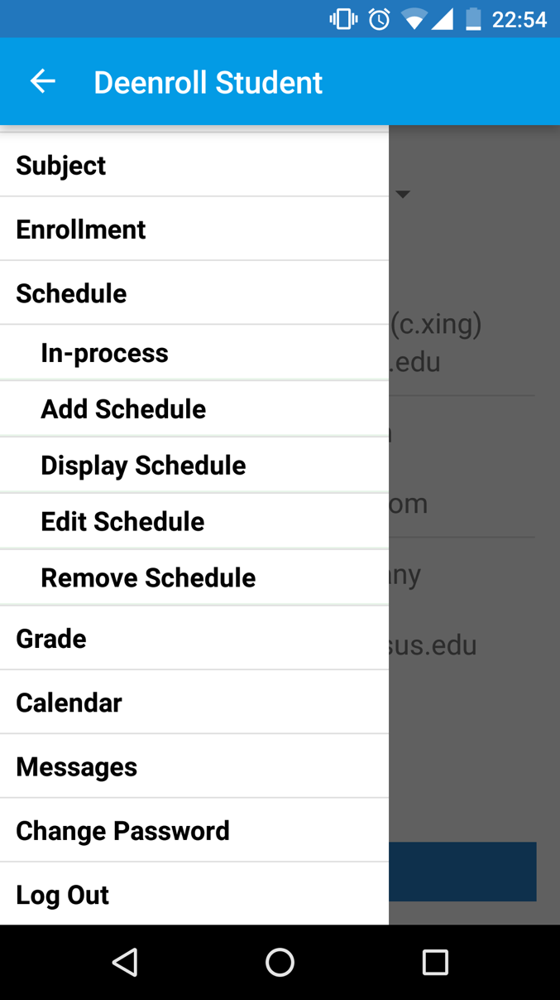 22:54
Deenroll Student
Subject
Enrollment
Schedule
(c.xing)
In-process
.edu
Add Schedule
Display Schedule
om
Edit Schedule
Remove Schedule
ny
Grade
sus.edu
Calendar
Messages
Change Password
Log Out